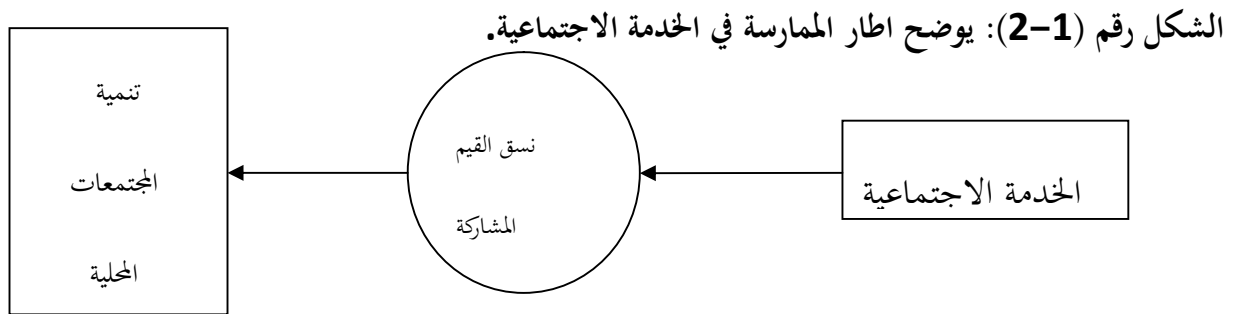 الشكل رقم (1–2): يوضح اطار الممارسة في الخدمة الاجتماعية.
الخدمة الاجتماعية
نسق القيم
المشاركة
تنمية
المجتمعات
المحلية